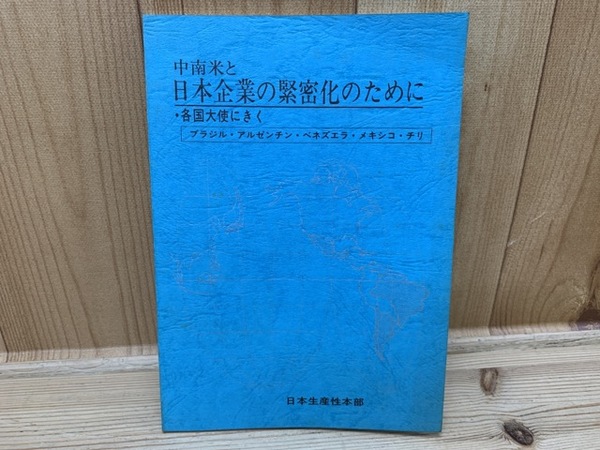 中南米と
日本企業の緊密化のために
・各国大使にきく
ブラジル・アルゼンチン・ベネズエラ・メキシコ・チリ
日本生産性本部